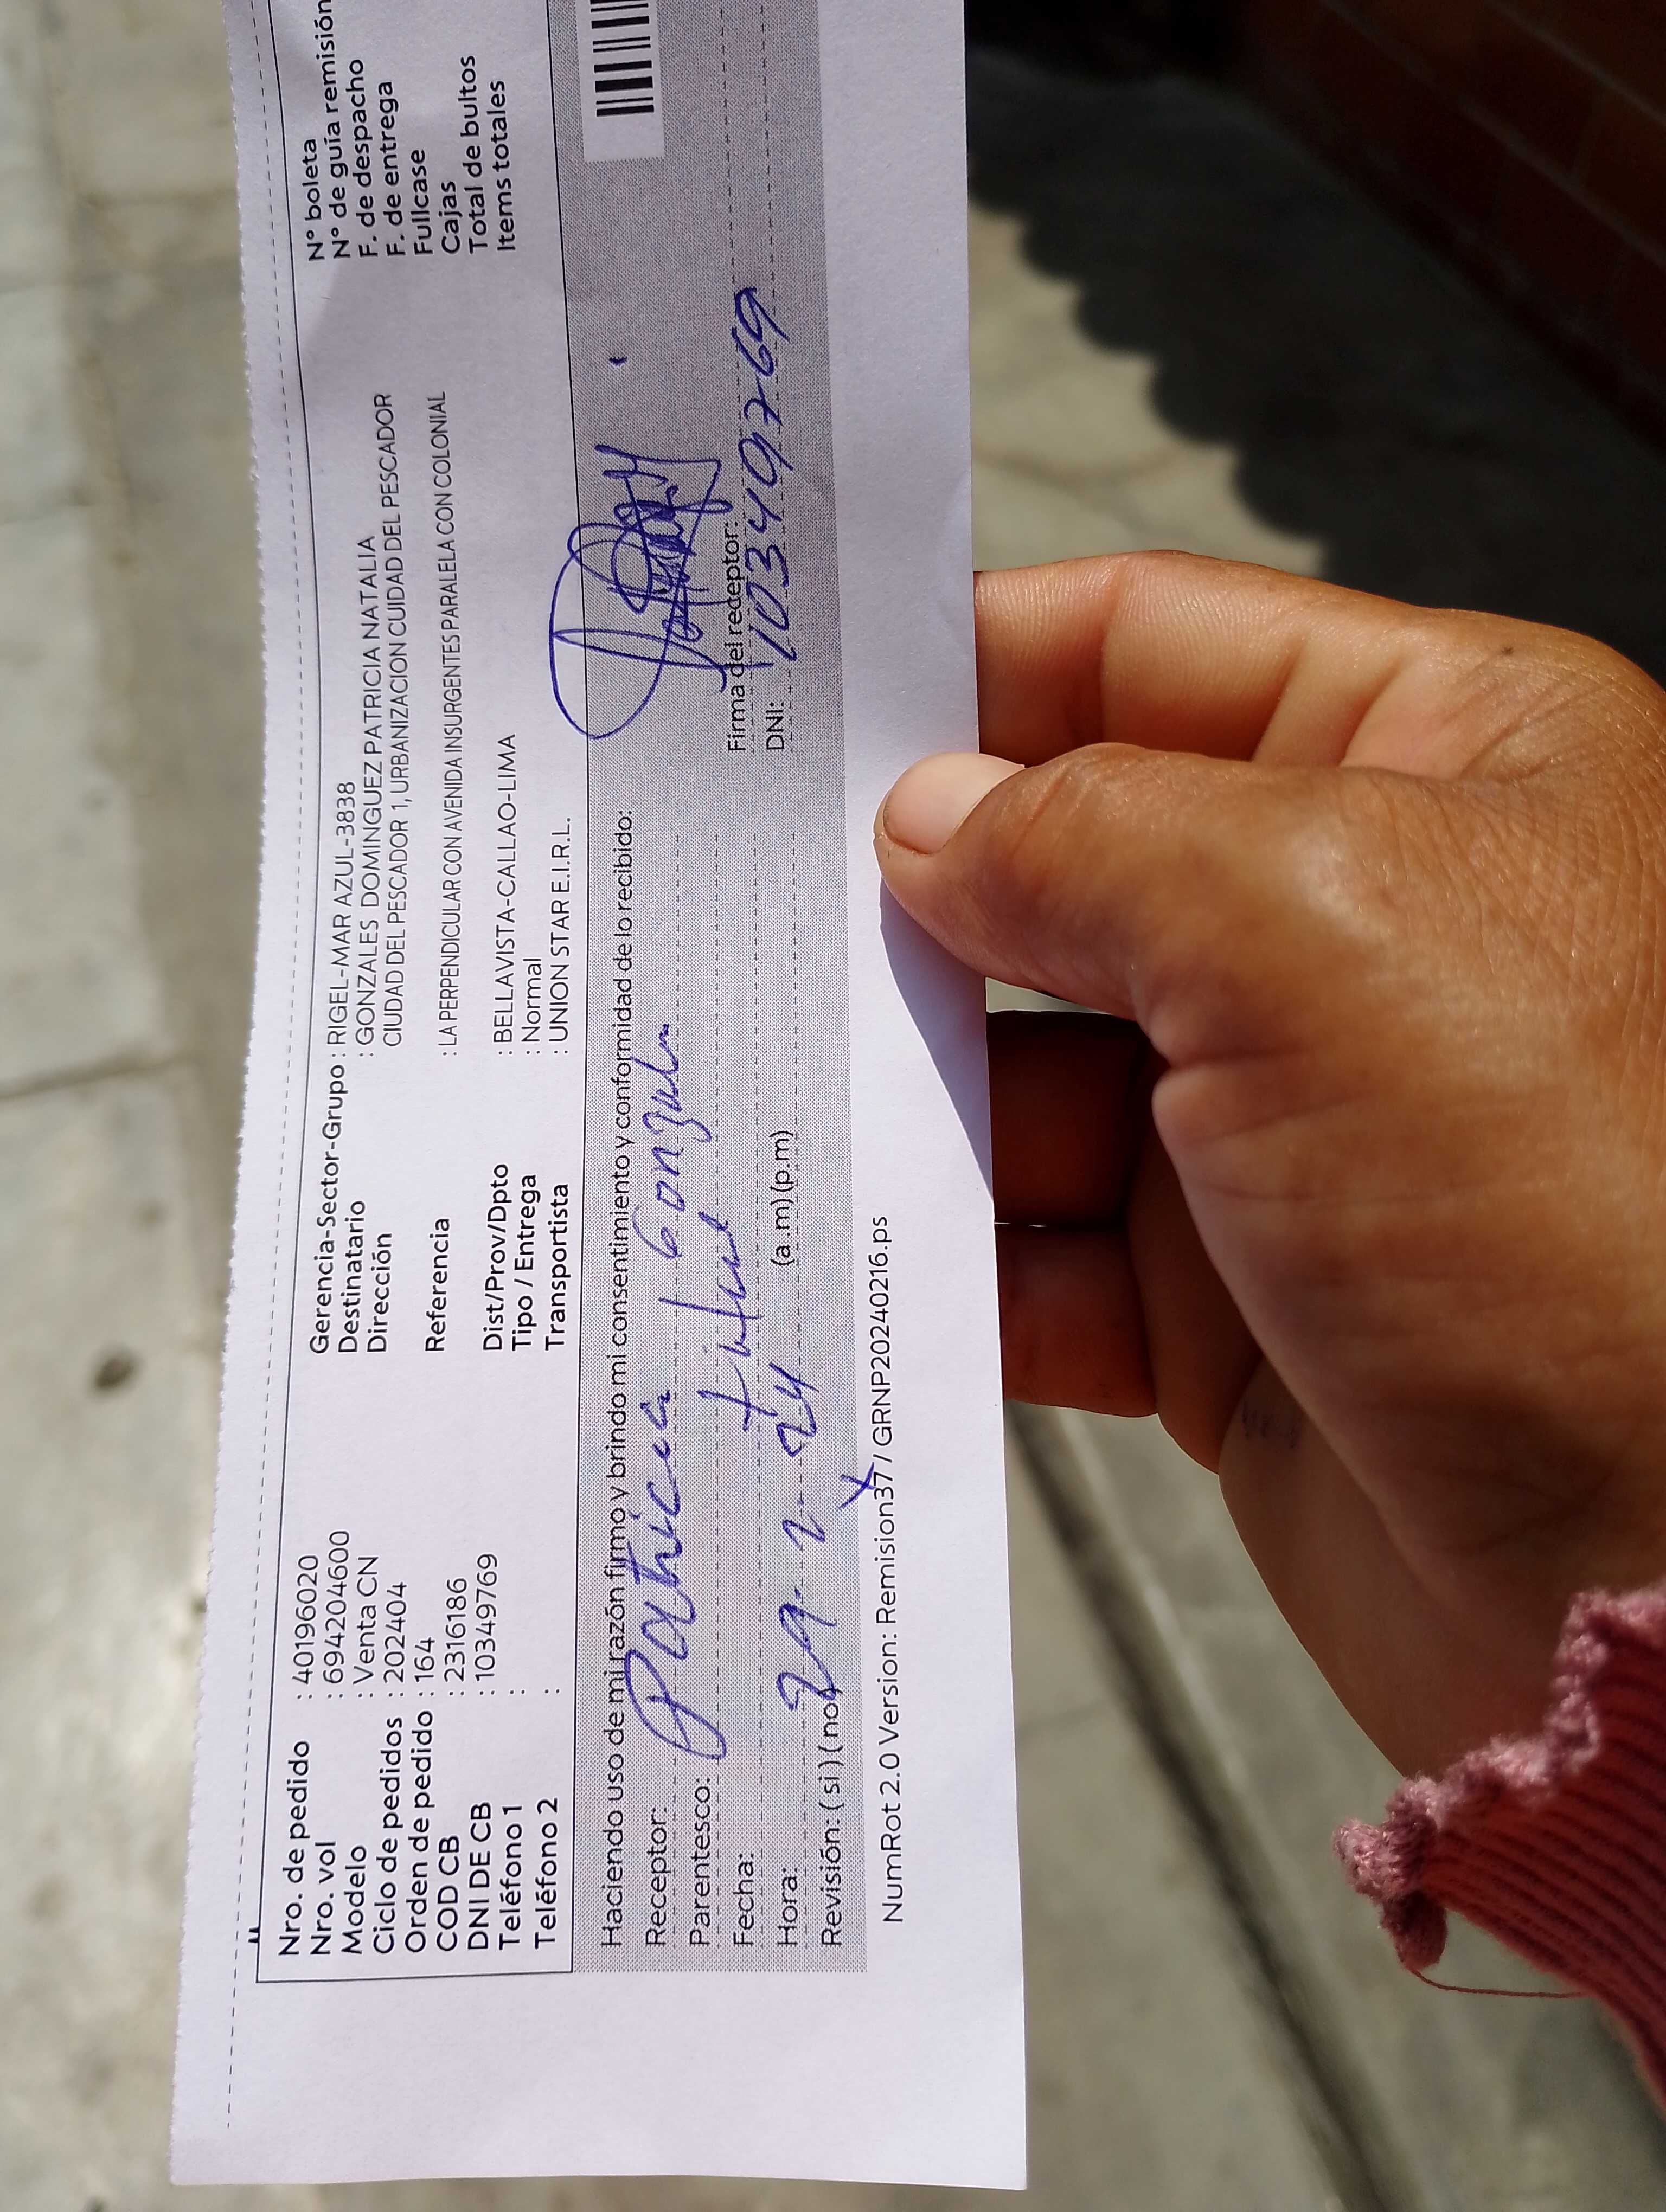 Nro. de pedido : 40196020
Nro. vol : 694204600
Modelo : Venta CN
Ciclo de pedidos : 202404
Orden de pedido : 164
COD CB : 2316186
DNI DE CB : 10349769
Teléfono 1 :
Teléfono 2 :
Gerencia-Sector-Grupo : RIGEL-MAR AZUL-3838
Destinatario : GONZALES DOMINGUEZ PATRICIA NATALIA
Dirección CIUDAD DEL PESCADOR 1, URBANIZACION CUIDAD DEL PESCADOR
Referencia : LA PERPENDICULAR CON AVENIDA INSURGENTES PARALELA CON COLONIAL
Dist/Prov/Dpto : BELLAVISTA-CALLAO-LIMA
Tipo / Entrega : Normal
Transportista : UNION STAR E.I.R.L.
N° boleta
N° de guía remisión
F. de despacho
F. de entrega
Fullcase
Cajas
Total de bultos
Items totales
Haciendo uso de mi razón firmo y brindo mi consentimiento y conformidad de lo recibido:
Receptor: Patricia Gonzales
Parentesco: titular
Fecha: 29-2-24
Hora: (a.m) (p.m)
Revisión: ( si ) ( no )
Firma del receptor:
DNI: 10349769
NumRot 2.0 Version: Remision37 / GRNP20240216.ps